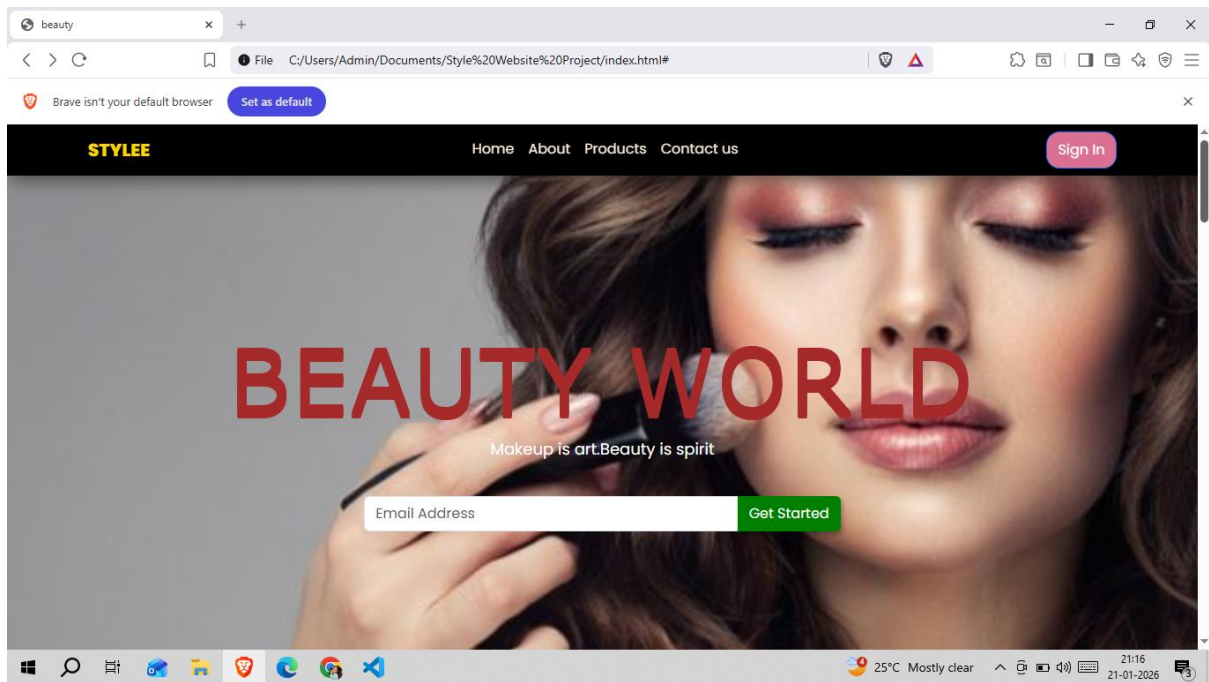 beauty
File C:/Users/Admin/Documents/Style%20Website%20Project/index.html#
Brave isn't your default browser Set as default
STYLEE Home About Products Contact us Sign In
BEAUTY WORLD
Makeup is art.Beauty is spirit
Email Address Get Started
25°C Mostly clear
21:16
21-01-2026
3